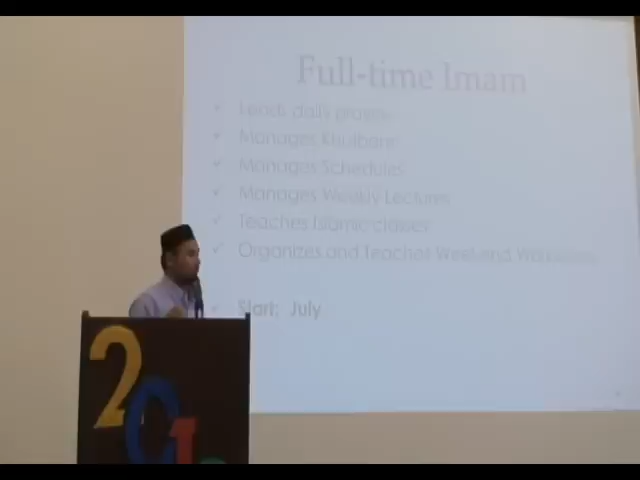 Full-time Imam
Leads daily prayers
Manages Khutbahs
Manages Schedules
Manages Weekly Lectures
Teaches Islamic classes
Organizes and Teaches Weekend
Start: July
201